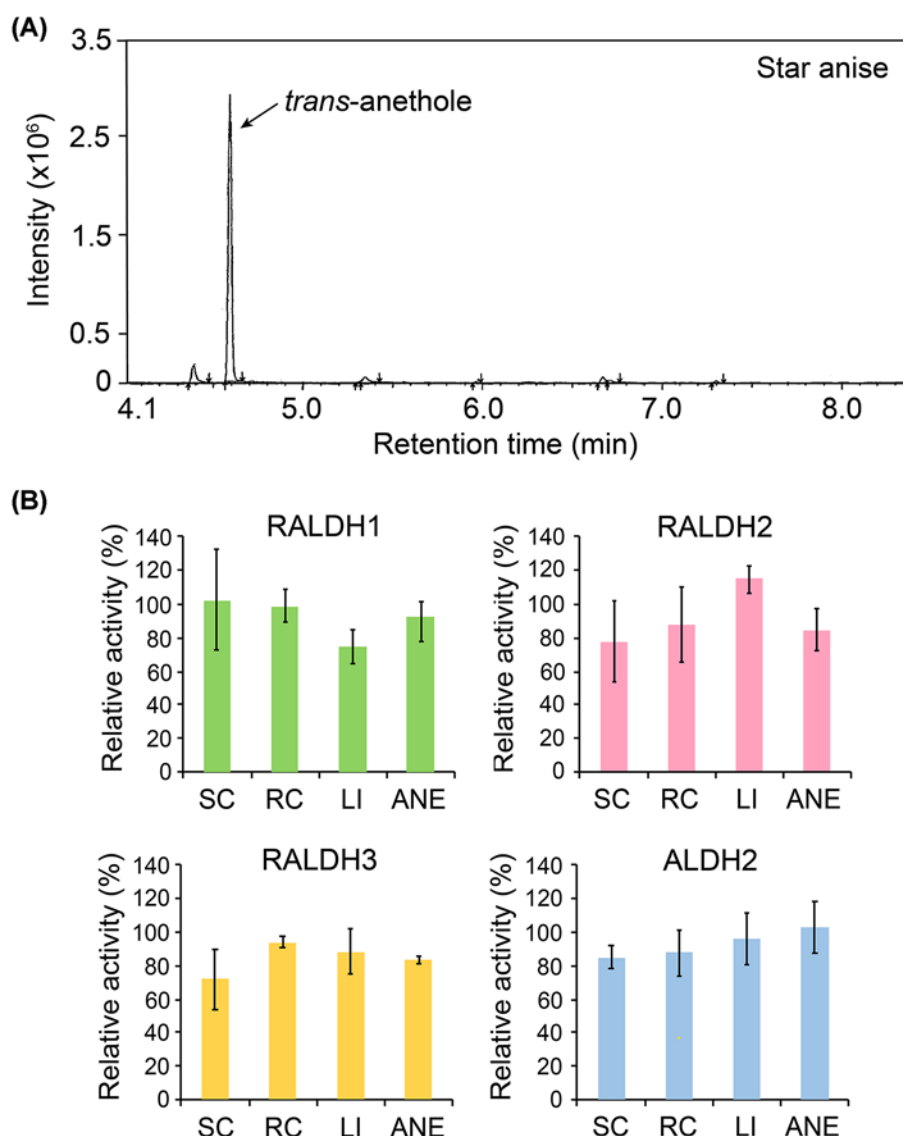 (A)
3.5
2.5
1.5
0.5
0
Intensity (x10⁶)
trans-anethole
Star anise
4.1 5.0 6.0 7.0 8.0
Retention time (min)
(B)
RALDH1
Relative activity (%)
140
120
100
80
60
40
20
0
SC RC LI ANE
RALDH2
Relative activity (%)
140
120
100
80
60
40
20
0
SC RC LI ANE
RALDH3
Relative activity (%)
140
120
100
80
60
40
20
0
SC RC LI ANE
ALDH2
Relative activity (%)
140
120
100
80
60
40
20
0
SC RC LI ANE